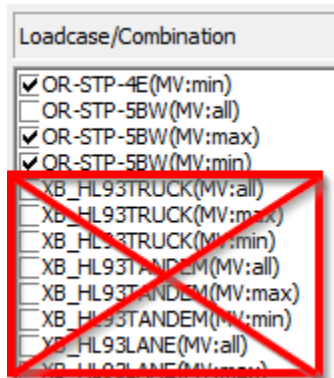 Loadcase/Combination
OR-STP-4E(MV:min)
OR-STP-5BW(MV:all)
OR-STP-5BW(MV:max)
OR-STP-5BW(MV:min)
XB_HL93TRUCK(MV:all)
XB_HL93TRUCK(MV:max)
XB_HL93TRUCK(MV:min)
XB_HL93TANDEM(MV:all)
XB_HL93TANDEM(MV:max)
XB_HL93TANDEM(MV:min)
XB_HL93LANE(MV:all)